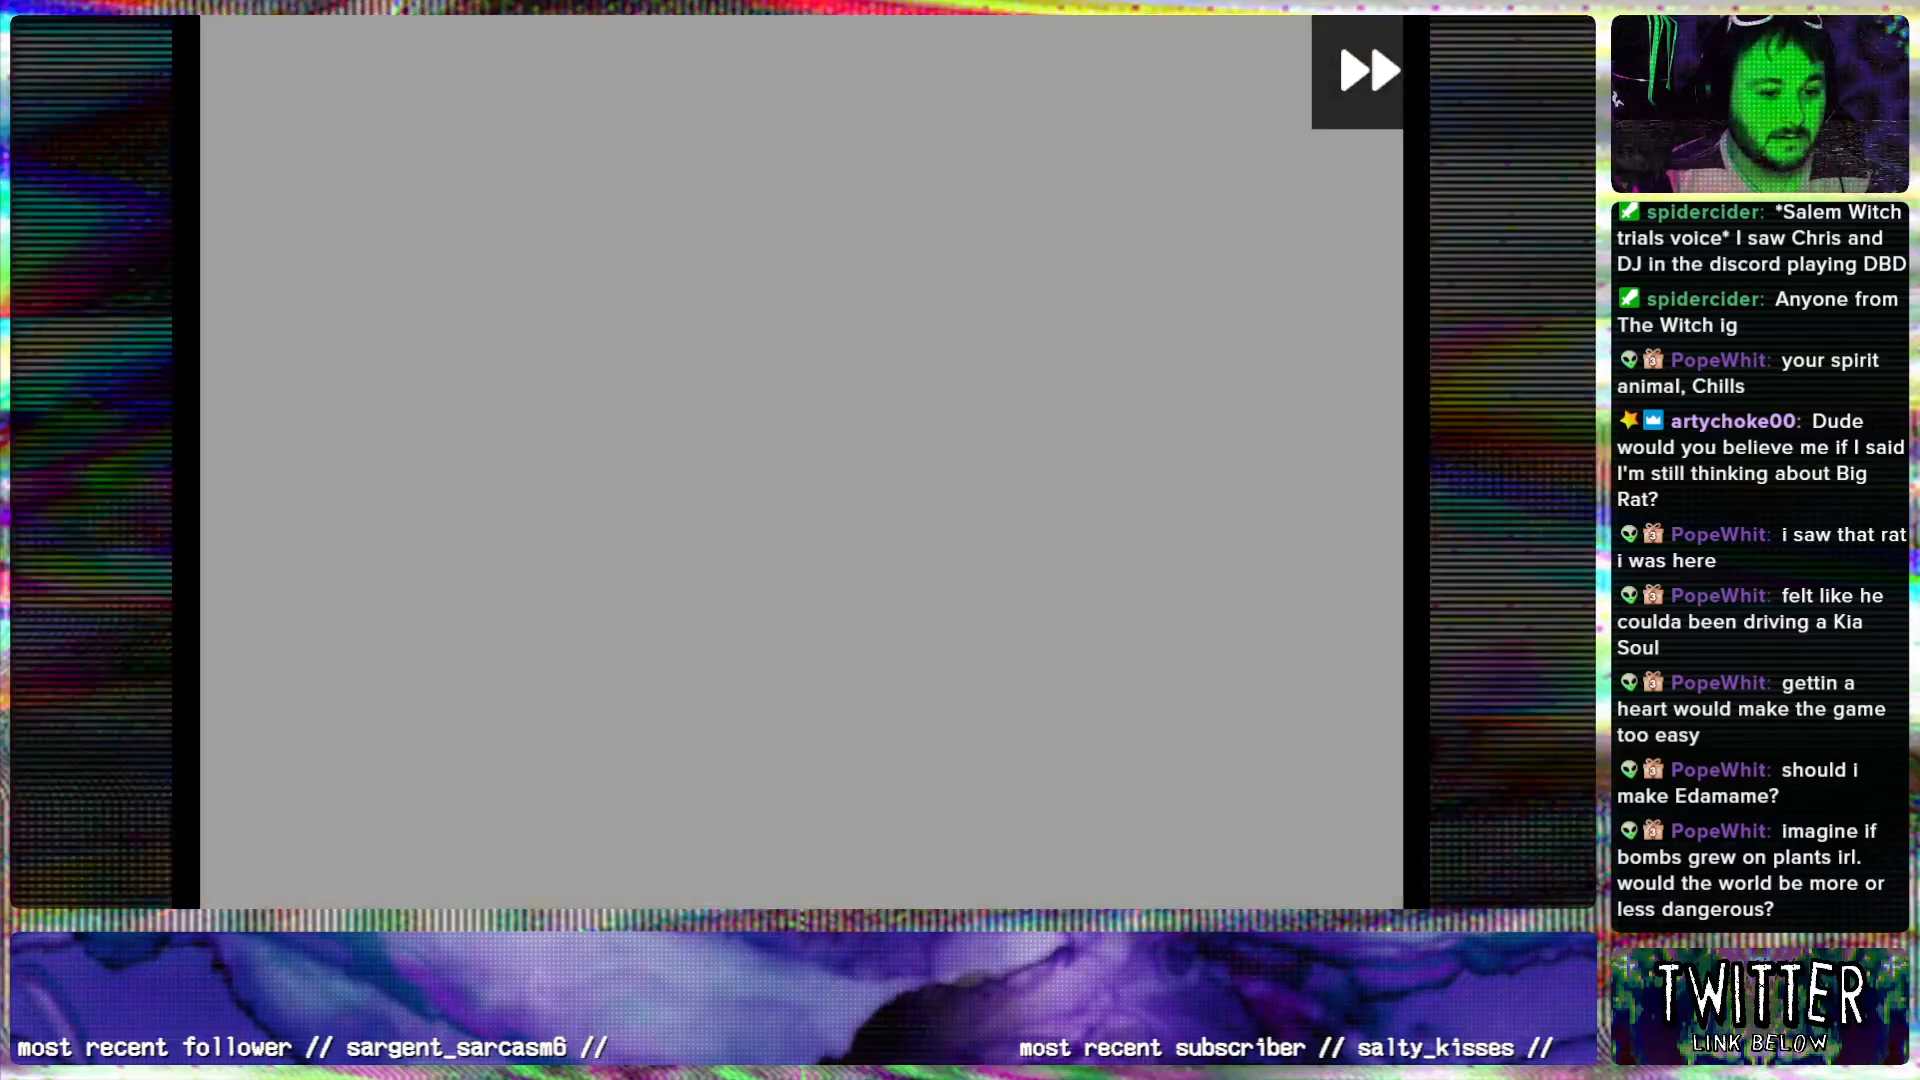 spidercider: *Salem Witch
trials voice* I saw Chris and
DJ in the discord playing DBD
spidercider: Anyone from
The Witch ig
PopeWhit: your spirit
animal, Chills
artychoke00: Dude
would you believe me if I said
I'm still thinking about Big
Rat?
PopeWhit: i saw that rat
i was here
PopeWhit: felt like he
coulda been driving a Kia
Soul
PopeWhit: gettin a
heart would make the game
too easy
PopeWhit: should i
make Edamame?
PopeWhit: imagine if
bombs grew on plants irl.
would the world be more or
less dangerous?
most recent follower // sargent_sarcasm6 //
most recent subscriber // salty_kisses //
TWITTER
LINK BELOW